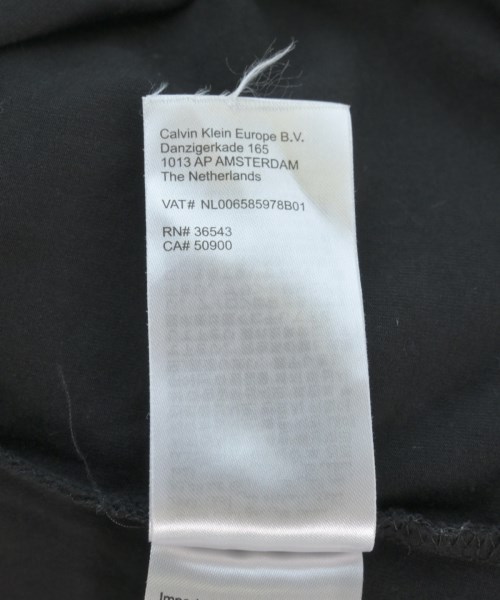 Calvin Klein Europe B.V.
Danzigerkade 165
1013 AP AMSTERDAM
The Netherlands
VAT# NL006585978B01
RN# 36543
CA# 50900